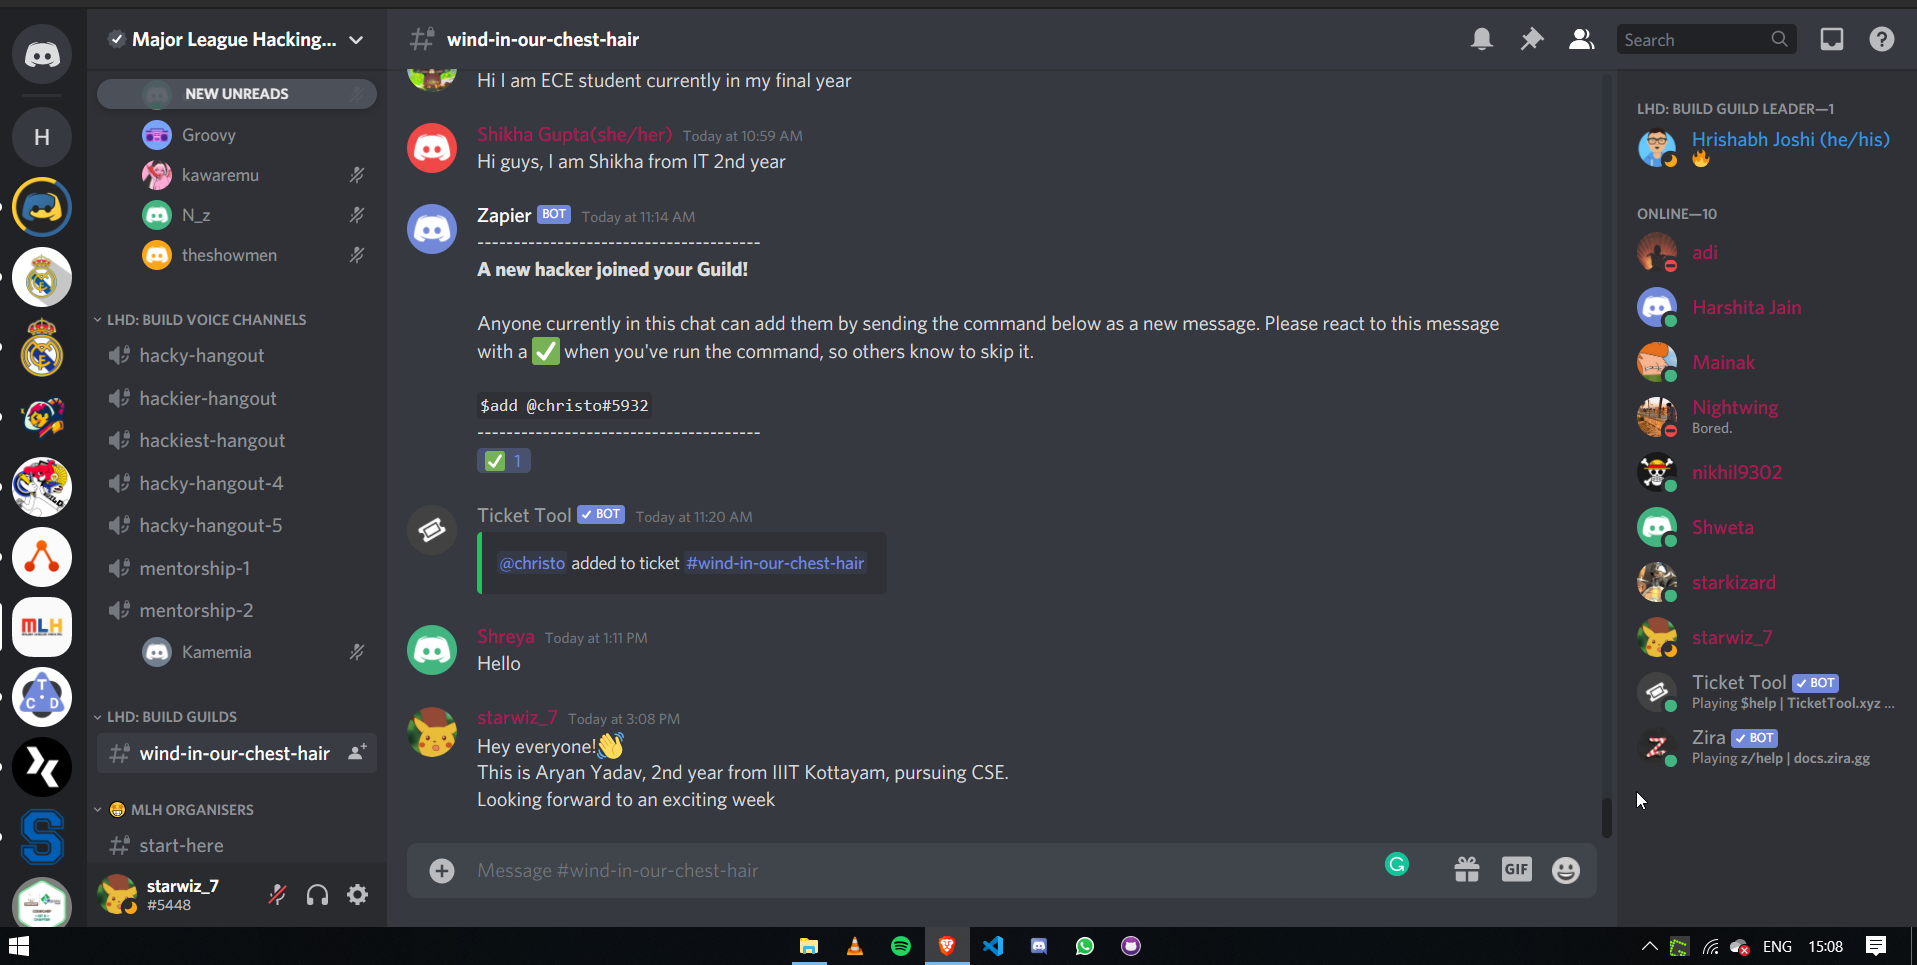 Major League Hacking...
NEW UNREADS
Groovy
kawaremu
N_z
theshowmen
LHD: BUILD VOICE CHANNELS
hacky-hangout
hackier-hangout
hackiest-hangout
hacky-hangout-4
hacky-hangout-5
mentorship-1
mentorship-2
Kamemia
LHD: BUILD GUILDS
wind-in-our-chest-hair
MLH ORGANISERS
start-here
starwiz_7
#5448
H
MLH
T
C D
S
wind-in-our-chest-hair
Search
Hi I am ECE student currently in my final year
Shikha Gupta(she/her) Today at 10:59 AM
Hi guys, I am Shikha from IT 2nd year
Zapier BOT Today at 11:14 AM
---------------------------------------
A new hacker joined your Guild!
Anyone currently in this chat can add them by sending the command below as a new message. Please react to this message
with a ✅ when you've run the command, so others know to skip it.
$add @christo#5932
---------------------------------------
✅ 1
Ticket Tool ✓ BOT Today at 11:20 AM
@christo added to ticket #wind-in-our-chest-hair
Shreya Today at 1:11 PM
Hello
starwiz_7 Today at 3:08 PM
Hey everyone!👋
This is Aryan Yadav, 2nd year from IIIT Kottayam, pursuing CSE.
Looking forward to an exciting week
Message #wind-in-our-chest-hair
GIF
LHD: BUILD GUILD LEADER—1
Hrishabh Joshi (he/his)
🔥
ONLINE—10
adi
Harshita Jain
Mainak
Nightwing
Bored.
nikhil9302
Shweta
starkizard
starwiz_7
Ticket Tool ✓ BOT
Playing $help | TicketTool.xyz ...
Zira ✓ BOT
Playing z/help | docs.zira.gg
ENG 15:08